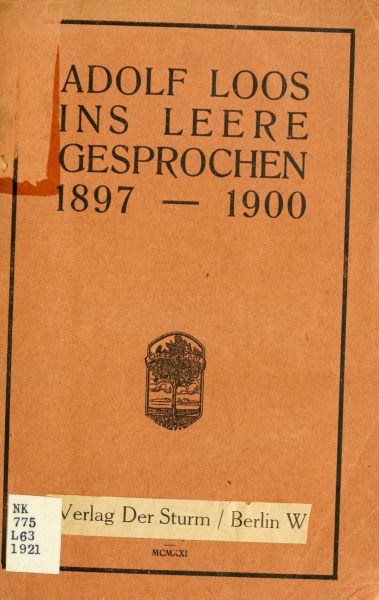 ADOLF LOOS
INS LEERE
GESPROCHEN
1897 — 1900
Verlag Der Sturm / Berlin W
MCMXXI
NK
775
L63
1921